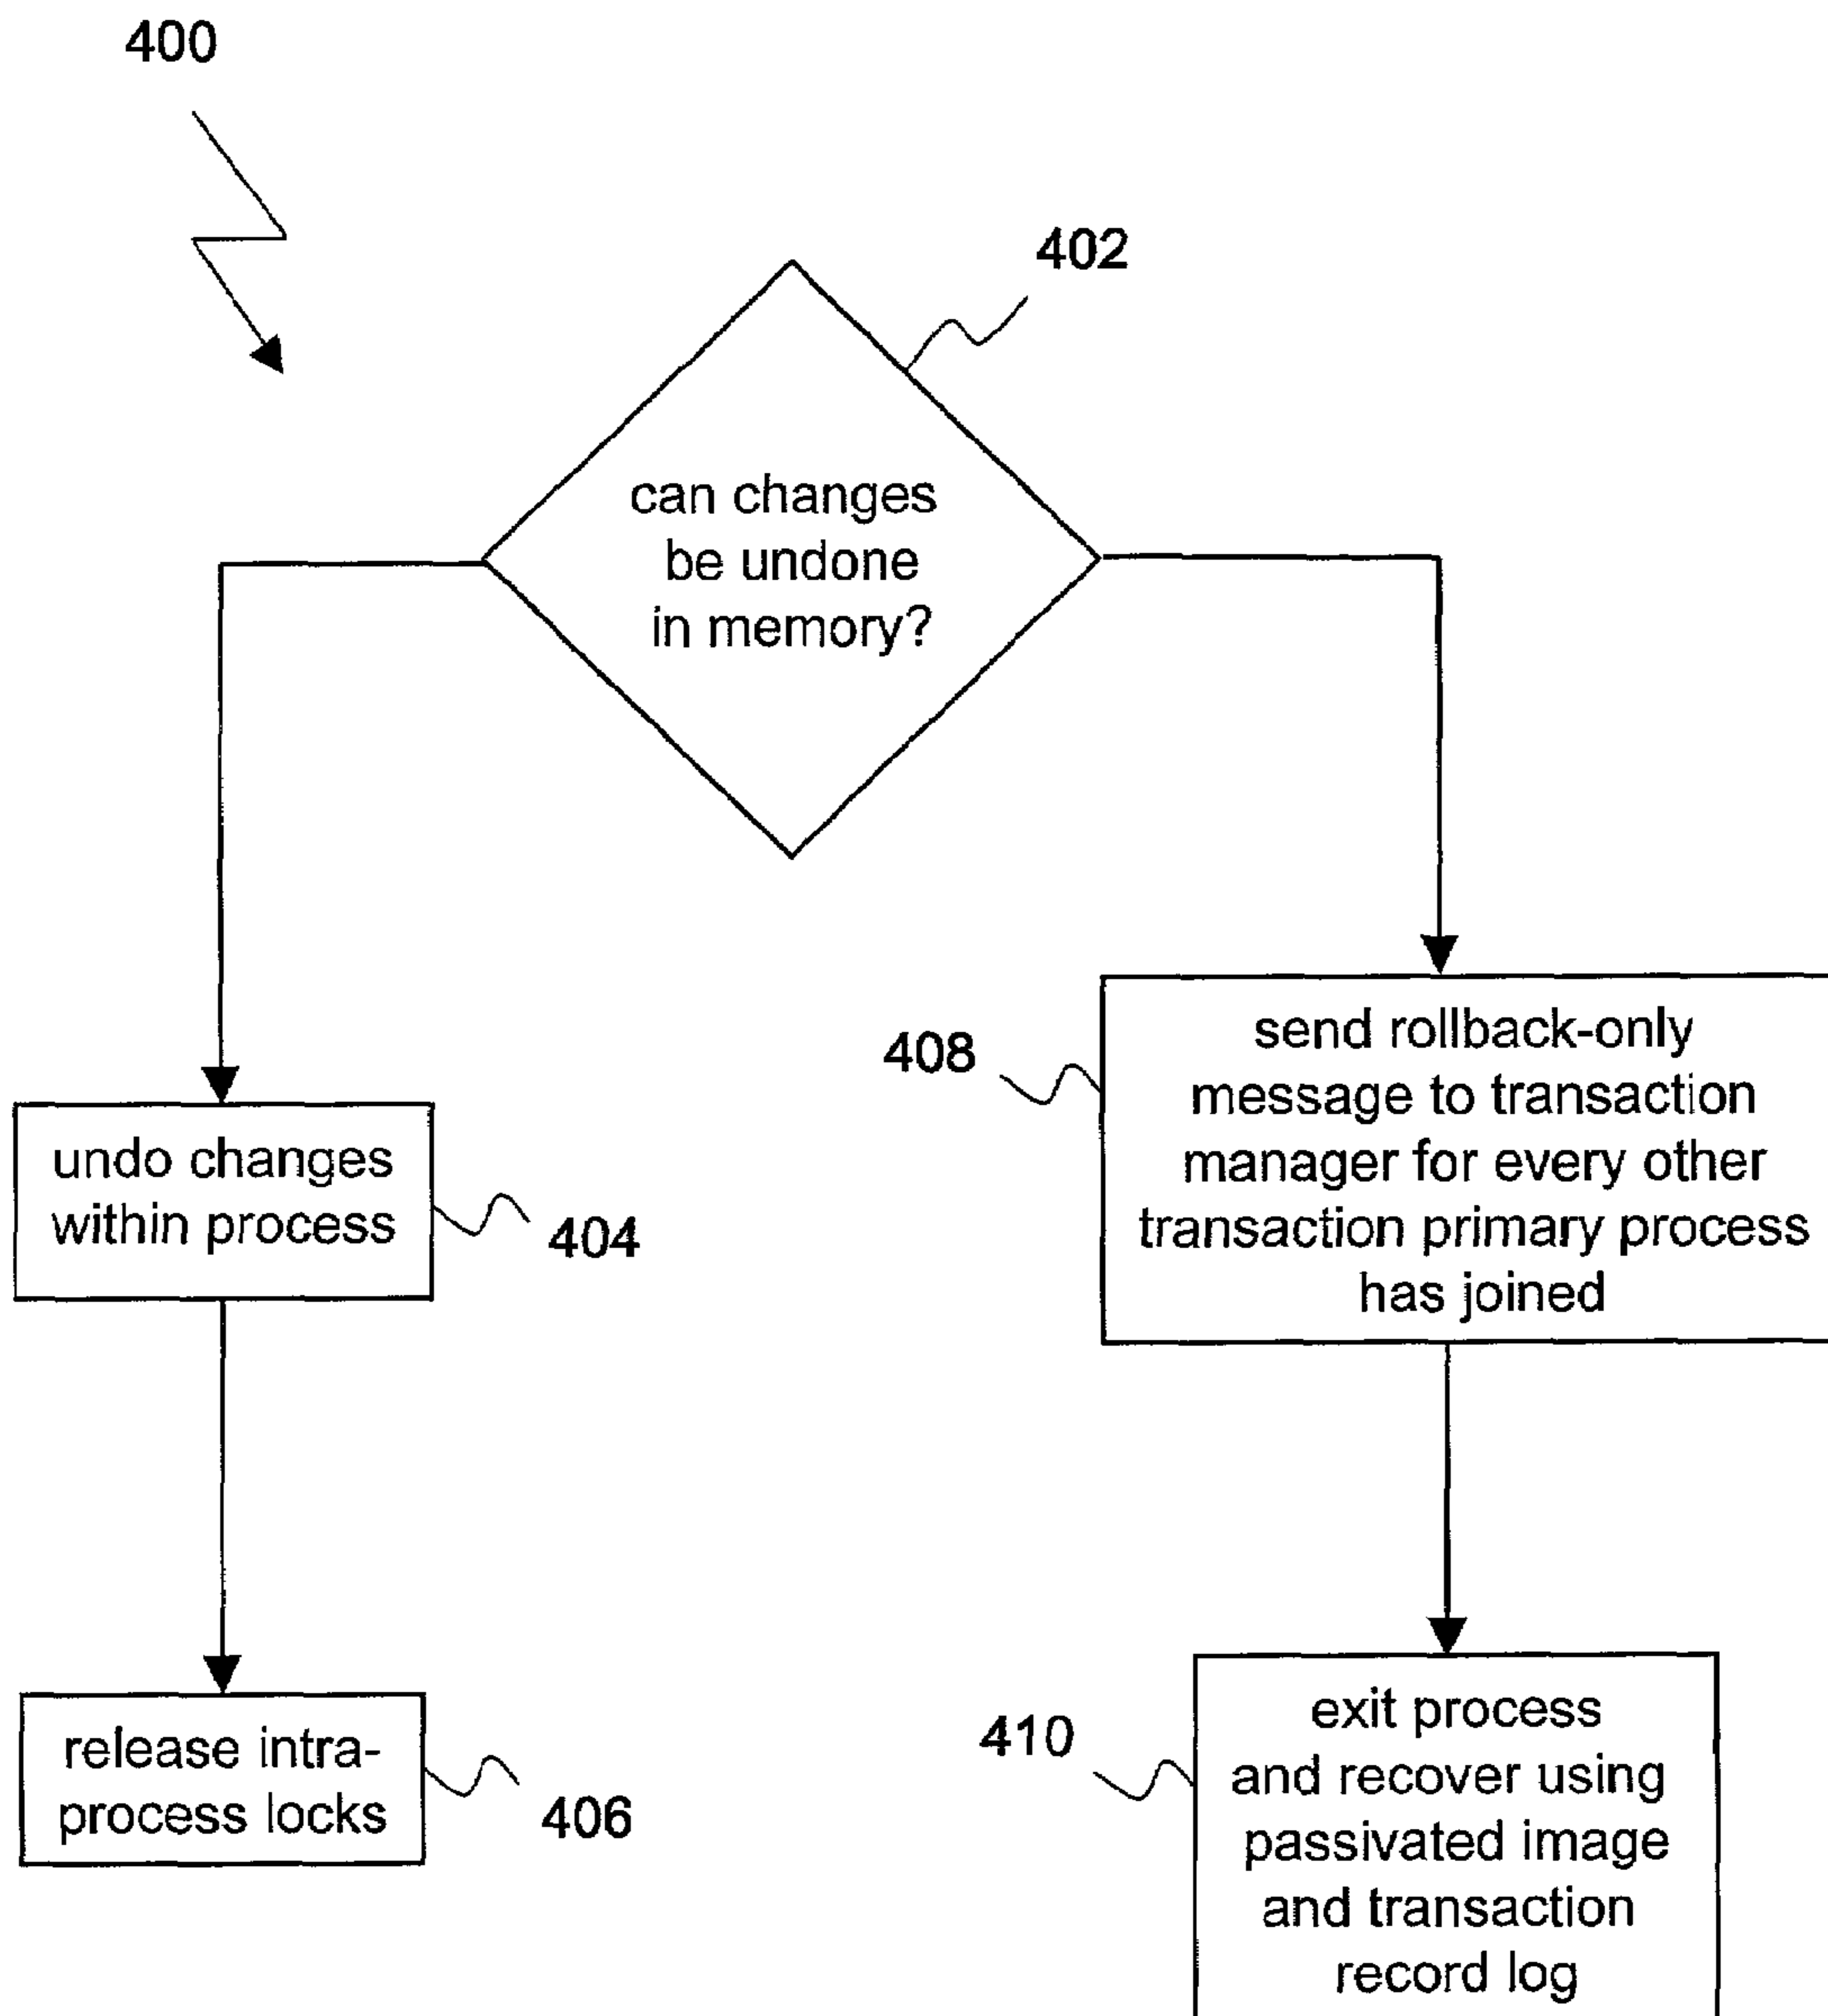 400
402
can changes
be undone
in memory?
408
send rollback-only
message to transaction
manager for every other
transaction primary process
has joined
undo changes
within process
404
release intra-
process locks
406
410
exit process
and recover using
passivated image
and transaction
record log